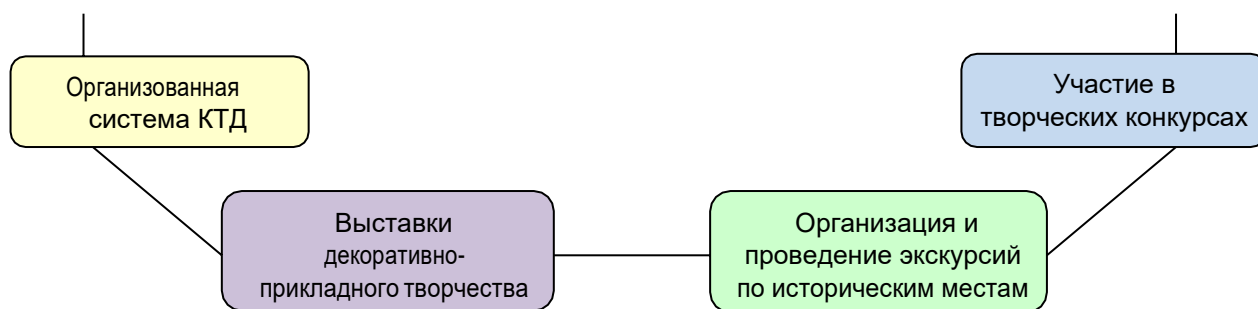 Организованная
система КТД
Участие в
творческих конкурсах
Выставки
декоративно-
прикладного творчества
Организация и
проведение экскурсий
по историческим местам